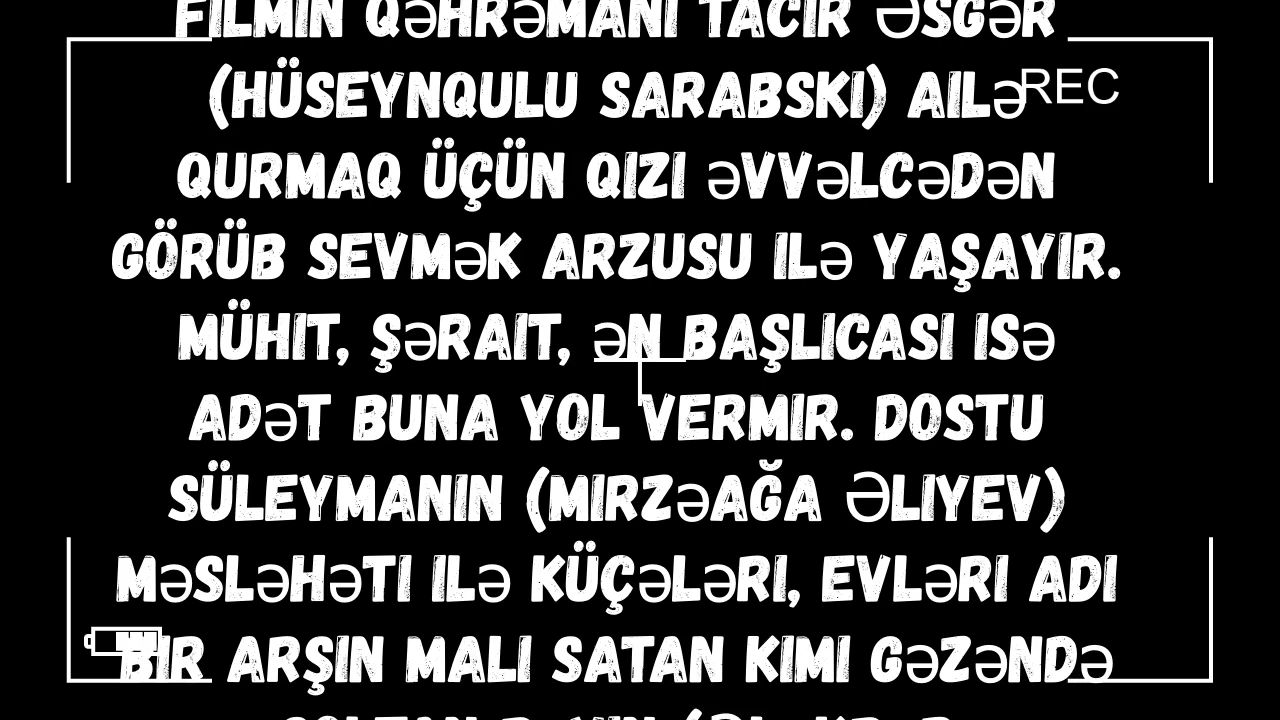 FILMIN QƏHRƏMANI TACIR ƏSGƏR
(HÜSEYNQULU SARABSKI) AILƏ
REC
QURMAQ ÜÇÜN QIZI ƏVVƏLCƏDƏN
GÖRÜB SEVMƏK ARZUSU ILƏ YAŞAYIR.
MÜHIT, ŞƏRAIT, ƏN BAŞLICASI ISƏ
ADƏT BUNA YOL VERMIR. DOSTU
SÜLEYMANIN (MIRZƏAĞA ƏLIYEV)
MƏSLƏHƏTI ILƏ KÜÇƏLƏRI, EVLƏRI ADI
BIR ARŞIN MALI SATAN KIMI GƏZƏNDƏ